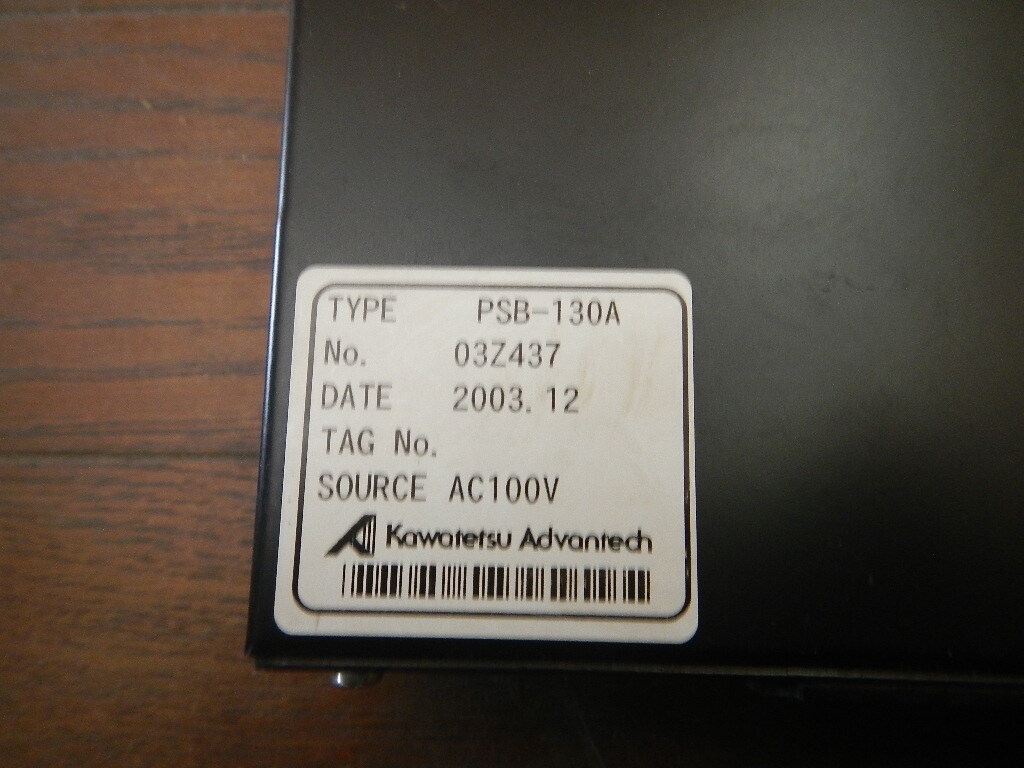 TYPE PSB-130A
No. 03Z437
DATE 2003. 12
TAG No.
SOURCE AC100V
Kawatetsu Advantech